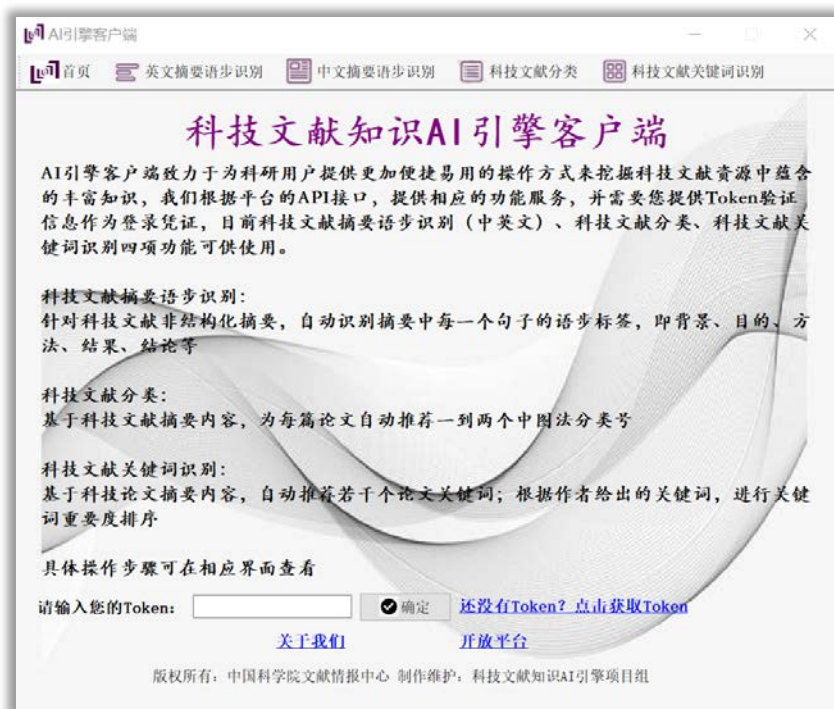 AI引擎客户端
首页 英文摘要语步识别 中文摘要语步识别 科技文献分类 科技文献关键词识别
科技文献知识AI引擎客户端
AI引擎客户端致力于为科研用户提供更加便捷易用的操作方式来挖掘科技文献资源中蕴含
的丰富知识，我们根据平台的API接口，提供相应的功能服务，并需要您提供Token验证
信息作为登录凭证，目前科技文献摘要语步识别（中英文）、科技文献分类、科技文献关
键词识别四项功能可供使用。
科技文献摘要语步识别：
针对科技文献非结构化摘要，自动识别摘要中每一个句子的语步标签，即背景、目的、方
法、结果、结论等
科技文献分类：
基于科技文献摘要内容，为每篇论文自动推荐一到两个中图法分类号
科技文献关键词识别：
基于科技论文摘要内容，自动推荐若干个论文关键词；根据作者给出的关键词，进行关键
词重要度排序
具体操作步骤可在相应界面查看
请输入您的Token： 确定 还没有Token？点击获取Token
关于我们 开放平台
版权所有：中国科学院文献情报中心 制作维护：科技文献知识AI引擎项目组